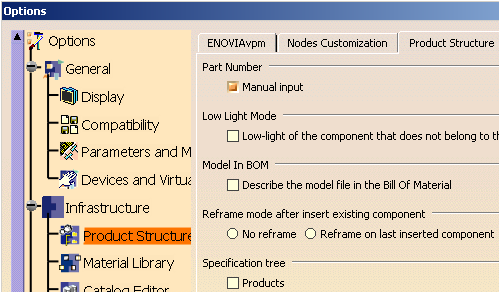 Options
Options
General
Display
Compatibility
Parameters and M
Devices and Virtua
Infrastructure
Product Structure
Material Library
Catalog Editor
ENOVIAvpm Nodes Customization Product Structure
Part Number
Manual input
Low Light Mode
Low-light of the component that does not belong to th
Model In BOM
Describe the model file in the Bill Of Material
Reframe mode after insert existing component
No reframe Reframe on last inserted component
Specification tree
Products